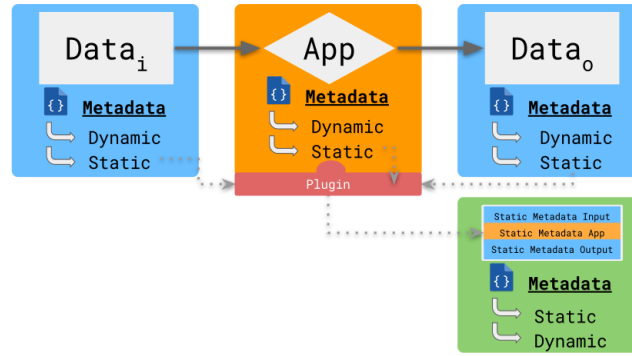 Data i
{}
Metadata
Dynamic
Static
App
{}
Metadata
Dynamic
Static
Plugin
Data o
{}
Metadata
Dynamic
Static
Static Metadata Input
Static Metadata App
Static Metadata Output
{}
Metadata
Static
Dynamic